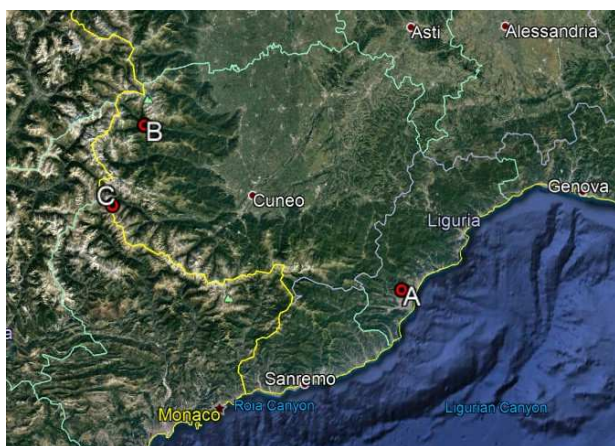 Asti
Alessandria
B
C
Cuneo
Genova
Liguria
A
Sanremo
Monaco
Roia Canyon
Ligurian Canyon
a